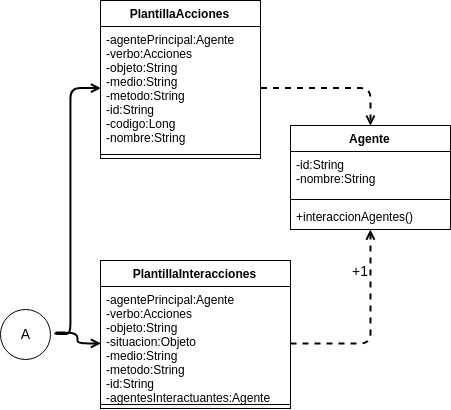 PlantillaAcciones
-agentePrincipal:Agente
-verbo:Acciones
-objeto:String
-medio:String
-metodo:String
-id:String
-codigo:Long
-nombre:String
Agente
-id:String
-nombre:String
+interaccionAgentes()
PlantillaInteracciones
-agentePrincipal:Agente
-verbo:Acciones
-objeto:String
-situacion:Objeto
-medio:String
-metodo:String
-id:String
-agentesInteractuantes:Agente
+1
A